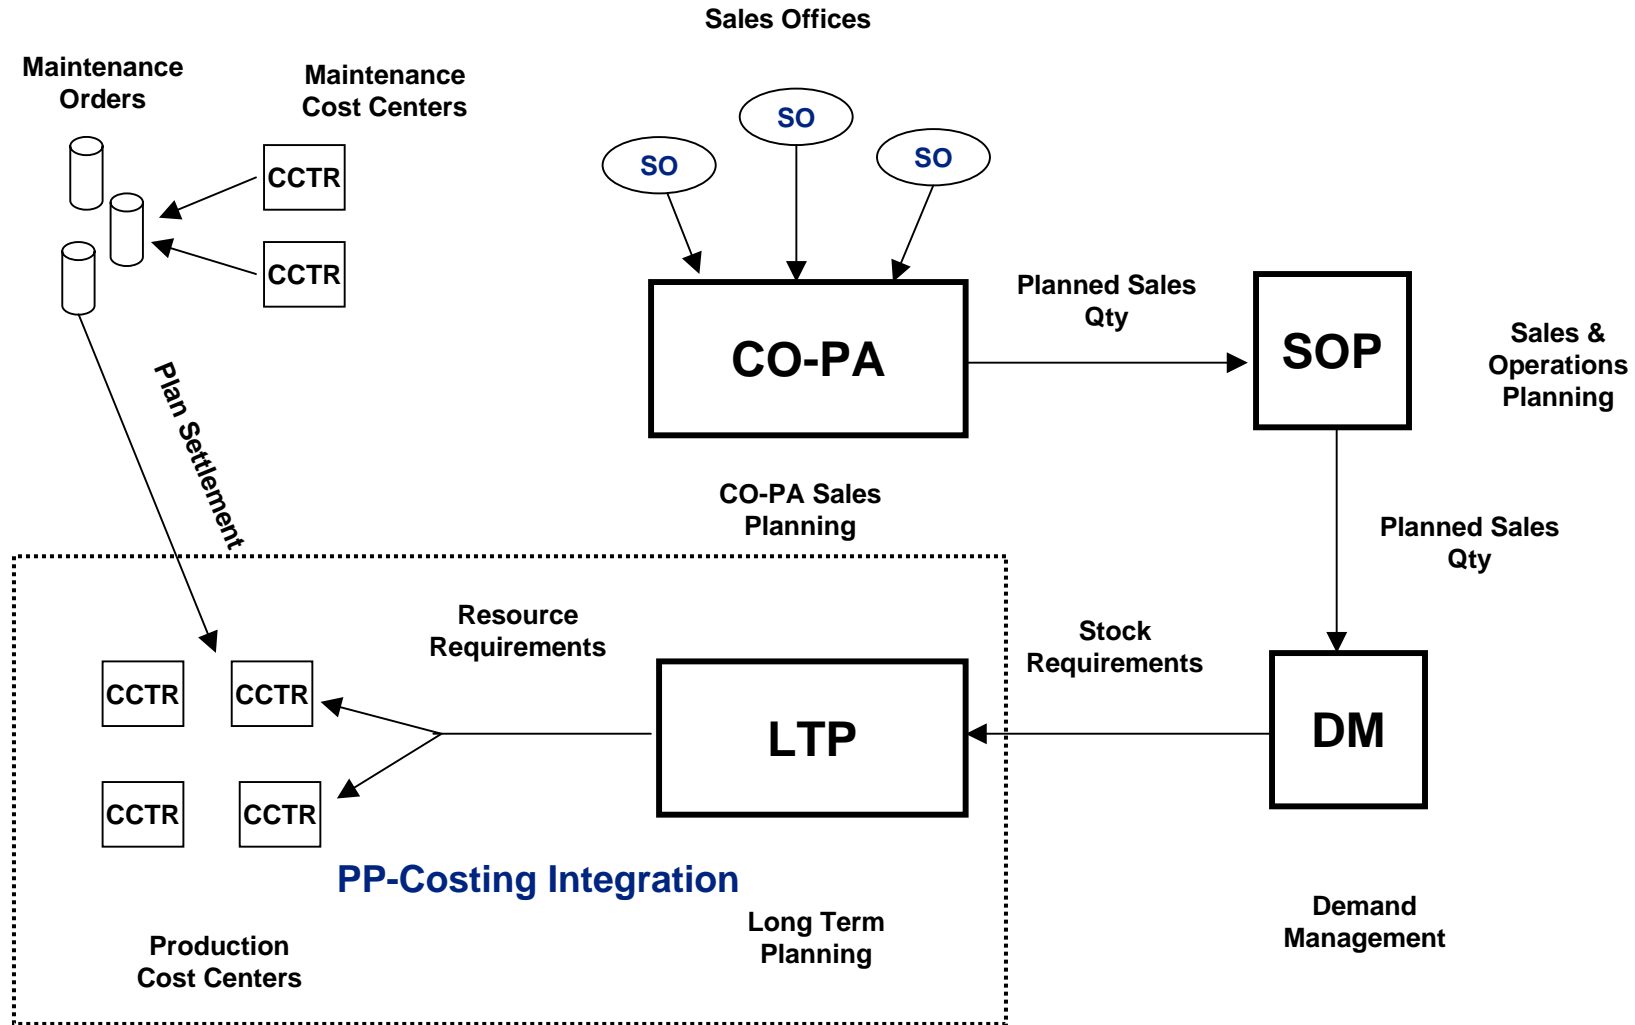 Sales Offices
Maintenance
Orders
Maintenance
Cost Centers
SO
SO
SO
CCTR
CCTR
CO-PA
Planned Sales
Qty
SOP
Sales &
Operations
Planning
Plan Settlement
CO-PA Sales
Planning
Planned Sales
Qty
Resource
Requirements
Stock
Requirements
CCTR
CCTR
LTP
DM
CCTR
CCTR
PP-Costing Integration
Long Term
Planning
Demand
Management
Production
Cost Centers